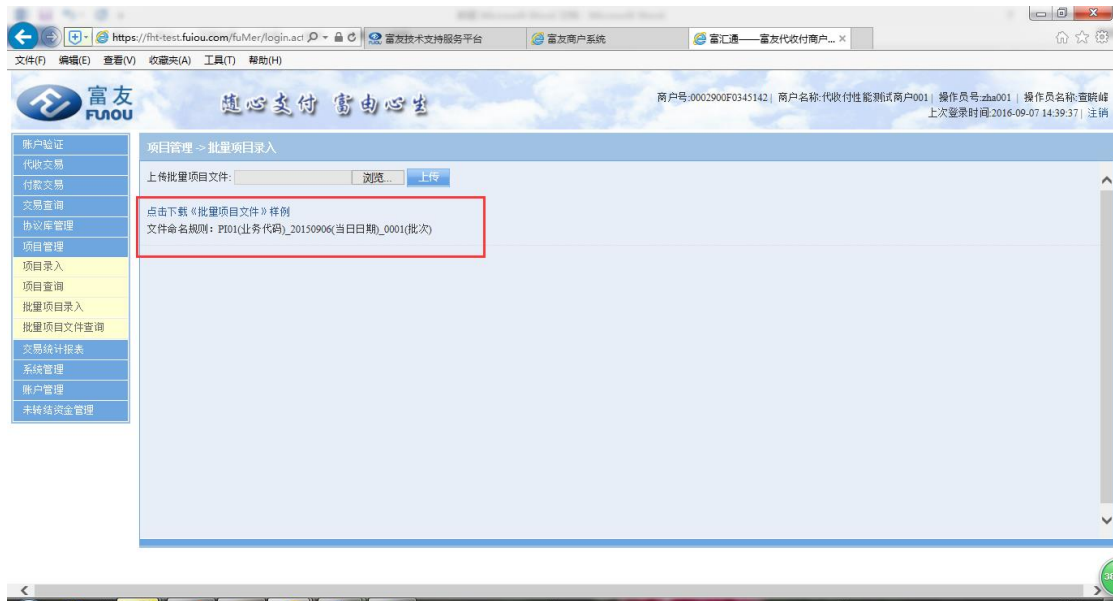 https://fht-test.fuiou.com/fuMer/login.act
富友技术支持服务平台
富友商户系统
富汇通——富友代收付商户...
文件(F) 编辑(E) 查看(V) 收藏夹(A) 工具(T) 帮助(H)
富友
FUIOU
随心支付 富由心生
商户号:0002900F0345142| 商户名称:代收付性能测试商户001| 操作员号:zha001 | 操作员名称:查晓峰
上次登录时间:2016-09-07 14:39:37| 注销
账户验证
代收交易
付款交易
交易查询
协议库管理
项目管理
项目录入
项目查询
批量项目录入
批量项目文件查询
交易统计报表
系统管理
账户管理
未转结资金管理
项目管理 -> 批量项目录入
上传批量项目文件: 浏览... 上传
点击下载《批量项目文件》样例
文件命名规则：PI01(业务代码)_20150906(当日日期)_0001(批次)